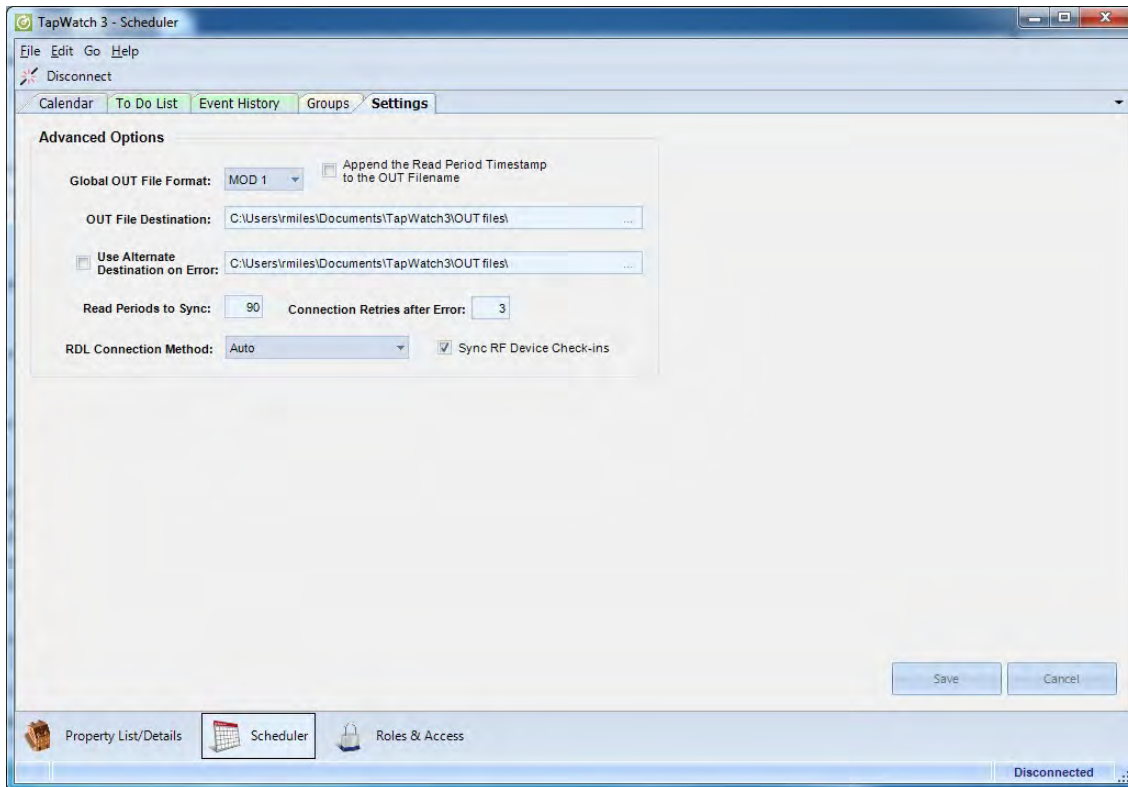 TapWatch 3 - Scheduler
File Edit Go Help
Disconnect
Calendar To Do List Event History Groups Settings
Advanced Options
Global OUT File Format: MOD 1 Append the Read Period Timestamp
to the OUT Filename
OUT File Destination: C:\Users\rmiles\Documents\TapWatch3\OUT files\ ...
Use Alternate
Destination on Error: C:\Users\rmiles\Documents\TapWatch3\OUT files\ ...
Read Periods to Sync: 90 Connection Retries after Error: 3
RDL Connection Method: Auto Sync RF Device Check-ins
Save Cancel
Property List/Details Scheduler Roles & Access
Disconnected